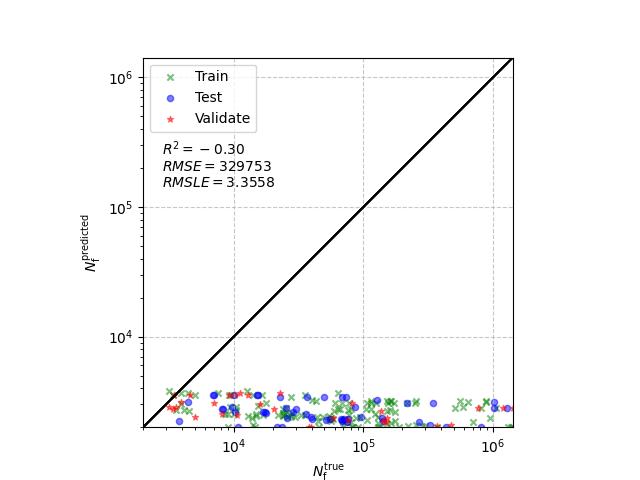 10⁶
10⁵
10⁴
N_f^predicted
Train
Test
Validate
R² = −0.30
RMSE = 329753
RMSLE = 3.3558
10⁴ 10⁵ 10⁶
N_f^true